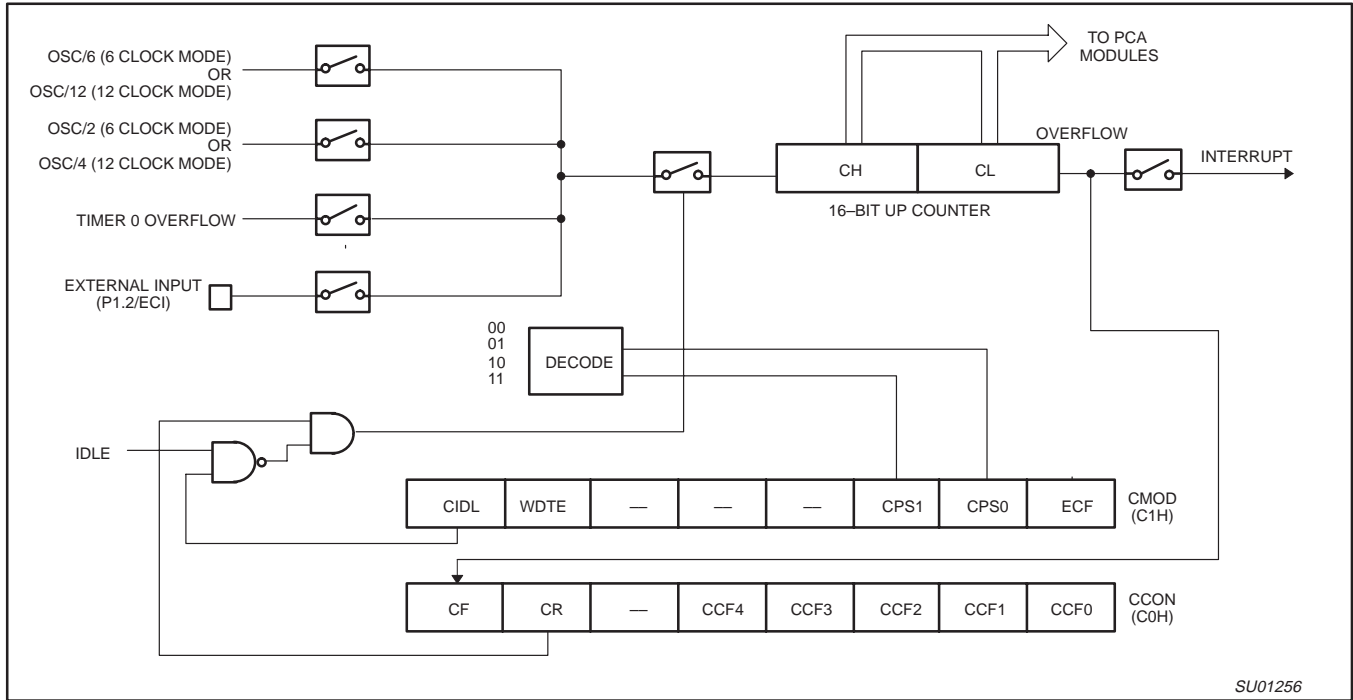 OSC/6 (6 CLOCK MODE)
OR
OSC/12 (12 CLOCK MODE)
OSC/2 (6 CLOCK MODE)
OR
OSC/4 (12 CLOCK MODE)
TIMER 0 OVERFLOW
EXTERNAL INPUT
(P1.2/ECI)
TO PCA
MODULES
OVERFLOW
INTERRUPT
CH CL
16–BIT UP COUNTER
00
01
10
11
DECODE
IDLE
CIDL WDTE –– –– –– CPS1 CPS0 ECF
CMOD
(C1H)
CF CR –– CCF4 CCF3 CCF2 CCF1 CCF0
CCON
(C0H)
SU01256